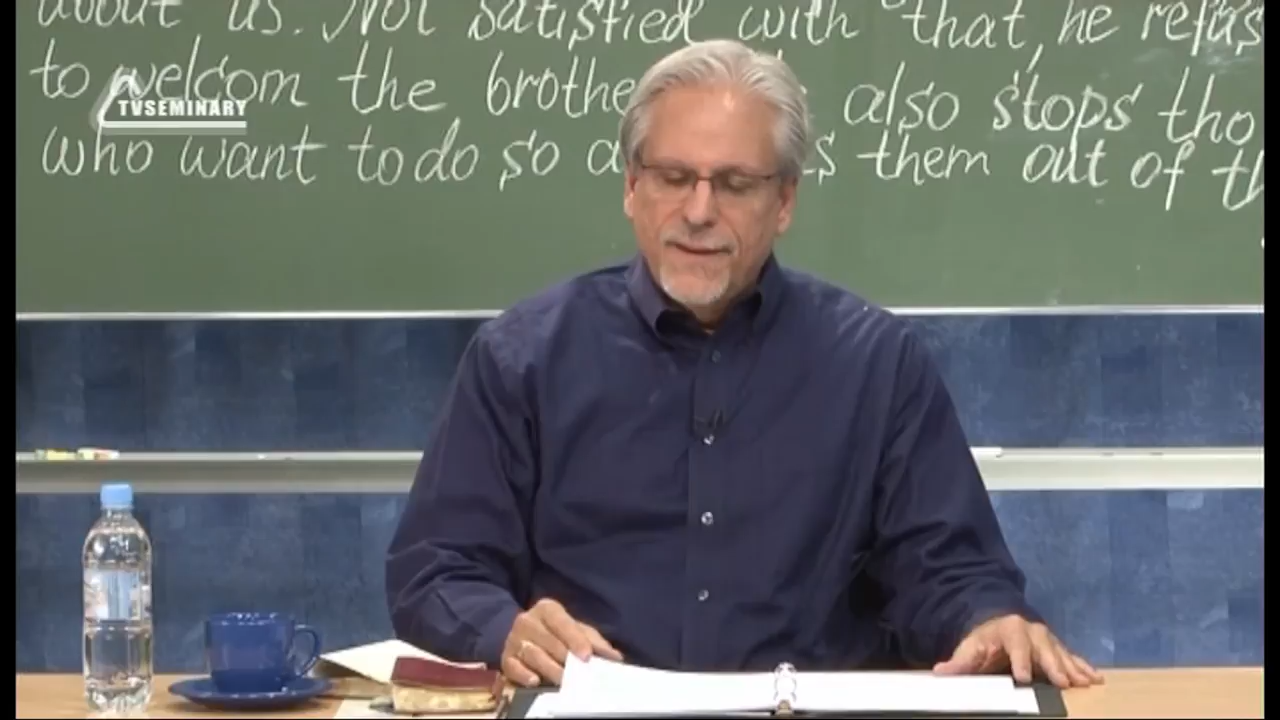 about us. Not satisfied with that, he refus
to welcom the brothe also stops tho
who want to do so a s them out of th
TVSEMINARY